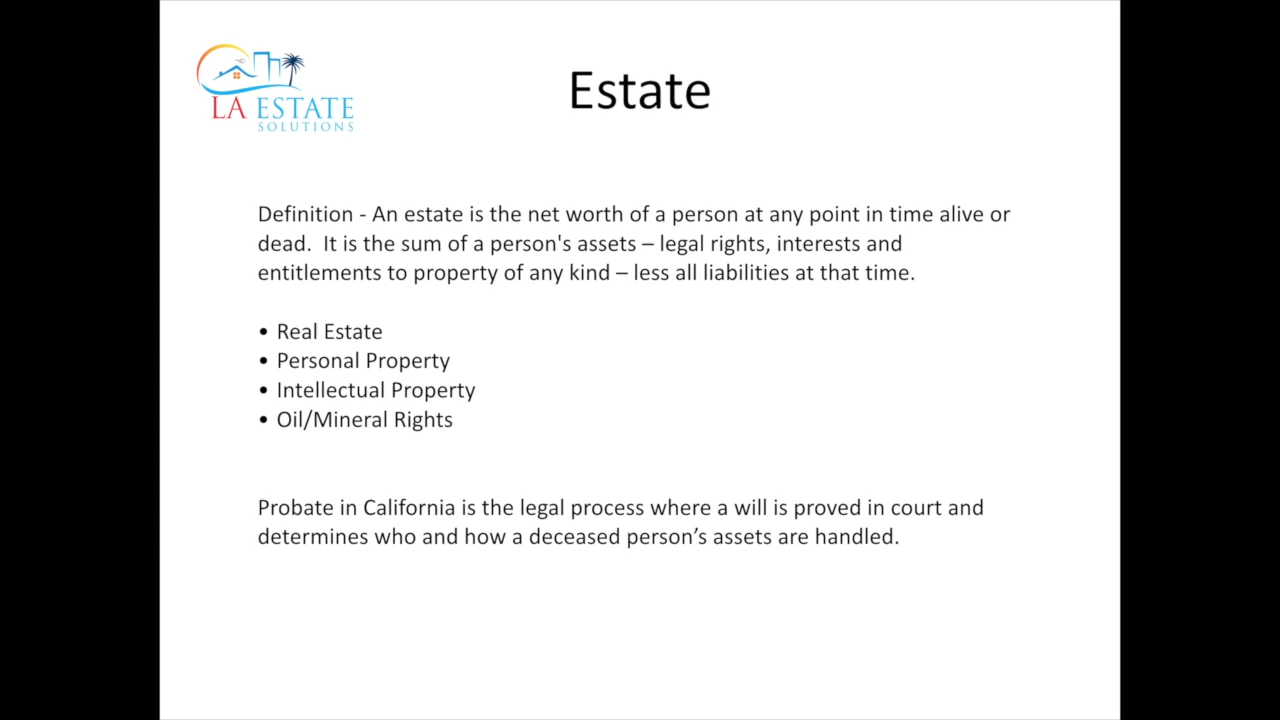 LA ESTATE
SOLUTIONS
Estate
Definition - An estate is the net worth of a person at any point in time alive or
dead.  It is the sum of a person's assets – legal rights, interests and
entitlements to property of any kind – less all liabilities at that time.
• Real Estate
• Personal Property
• Intellectual Property
• Oil/Mineral Rights
Probate in California is the legal process where a will is proved in court and
determines who and how a deceased person’s assets are handled.